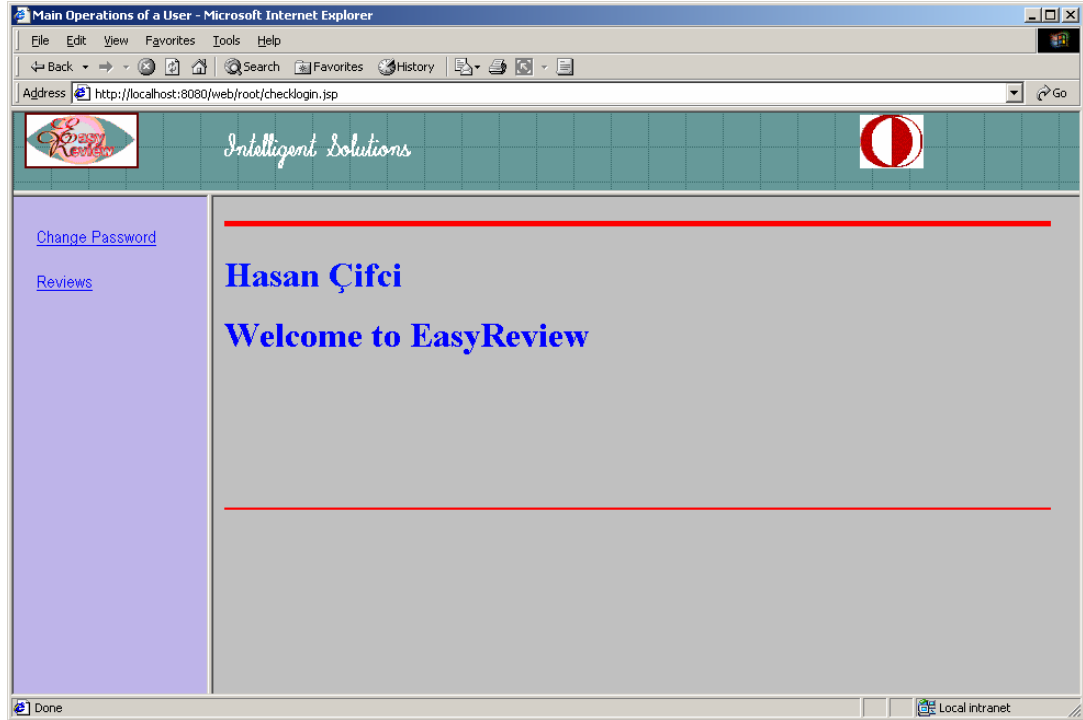 Main Operations of a User - Microsoft Internet Explorer
File Edit View Favorites Tools Help
Back Search Favorites History
Address http://localhost:8080/web/root/checklogin.jsp Go
Easy
Review
Intelligent Solutions
Change Password
Reviews
Hasan Çifci
Welcome to EasyReview
Done Local intranet